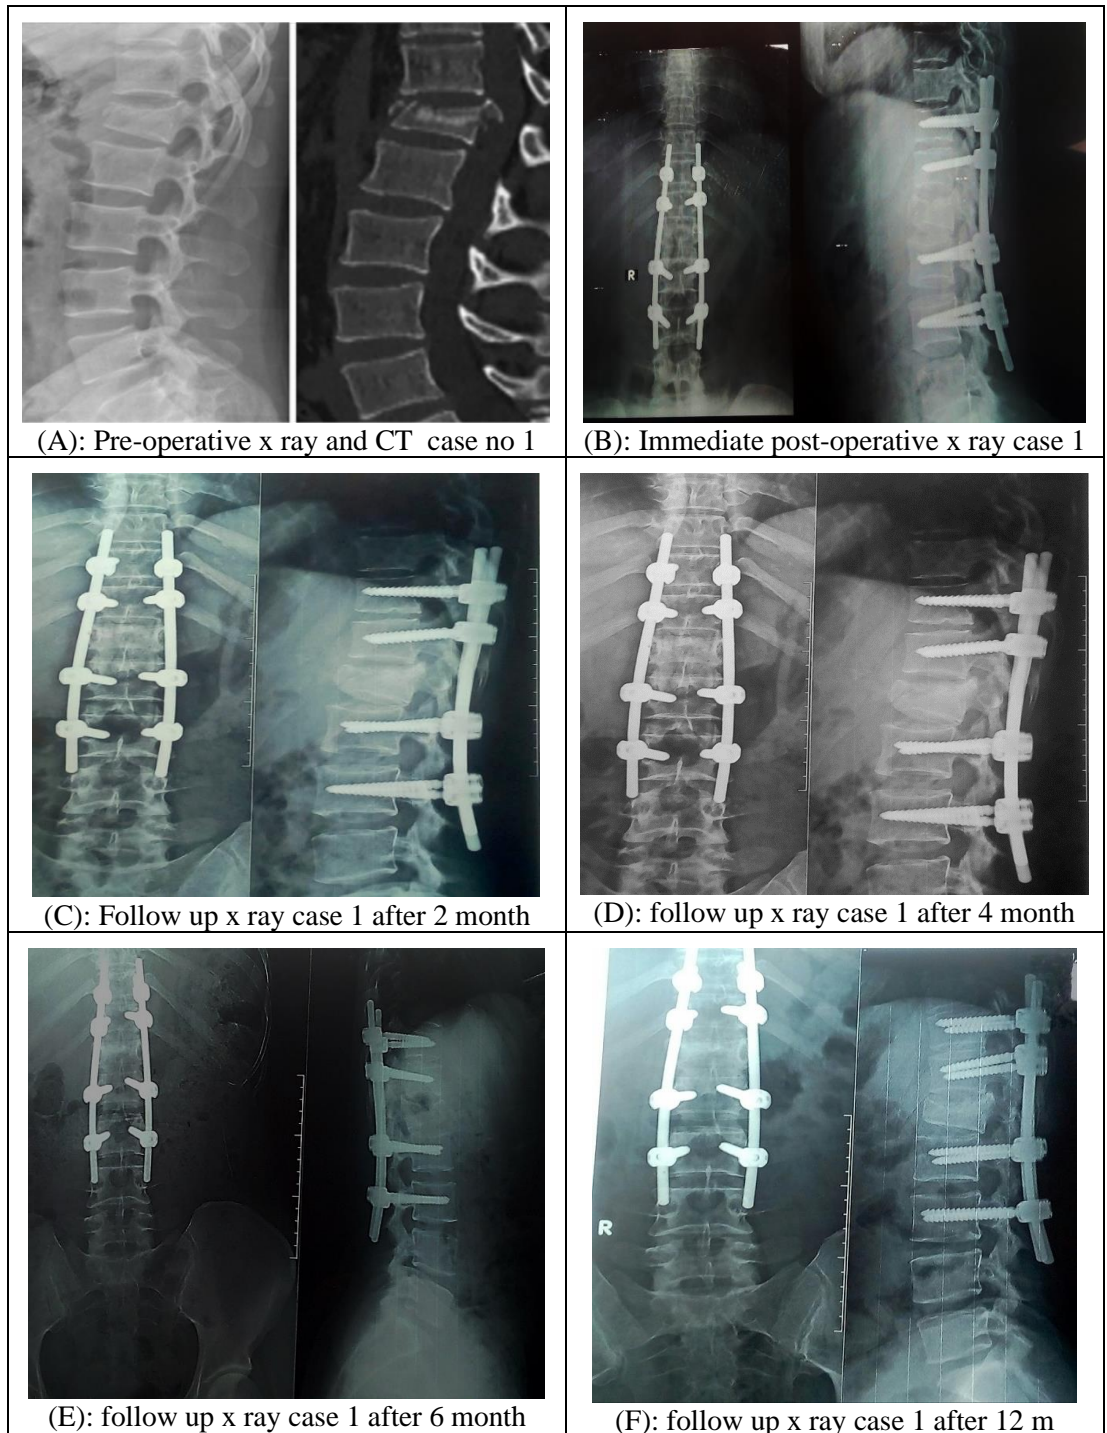 (A): Pre-operative x ray and CT  case no 1
(B): Immediate post-operative x ray case 1
R
(C): Follow up x ray case 1 after 2 month
(D): follow up x ray case 1 after 4 month
(E): follow up x ray case 1 after 6 month
R
(F): follow up x ray case 1 after 12 m